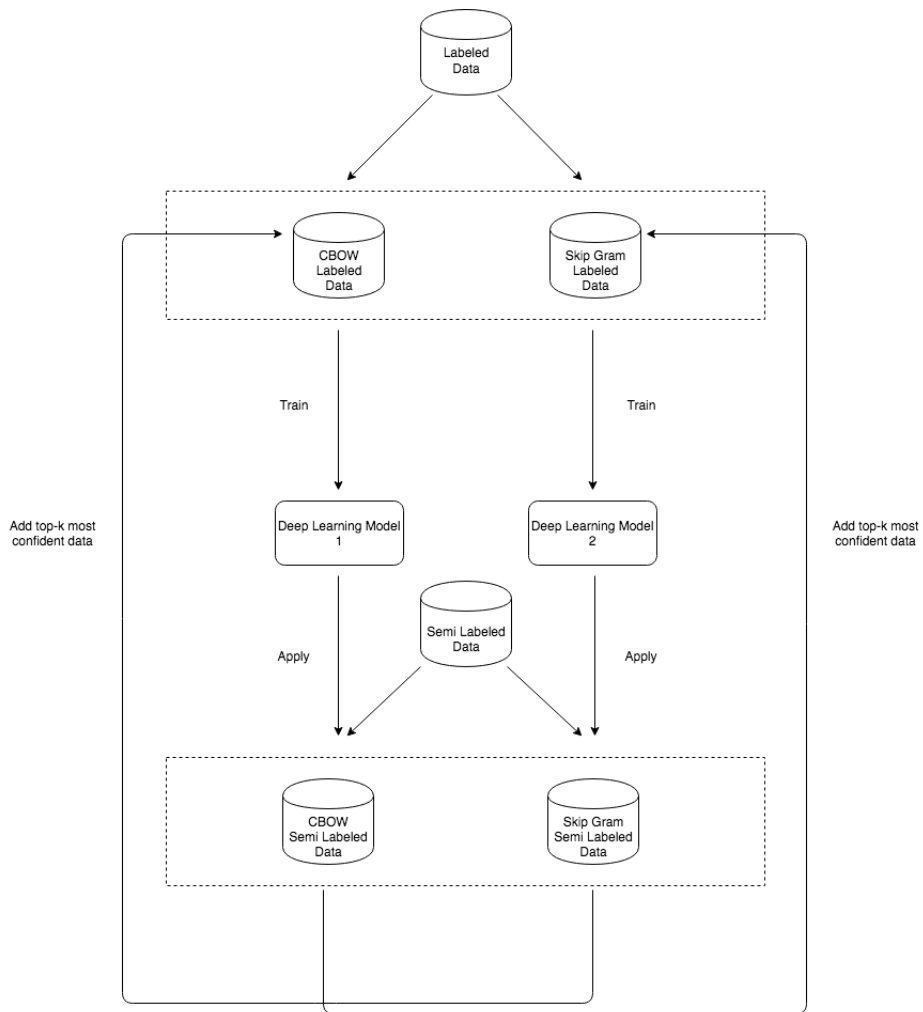 Labeled
Data
CBOW
Labeled
Data
Skip Gram
Labeled
Data
Train
Train
Add top-k most
confident data
Deep Learning Model
1
Deep Learning Model
2
Add top-k most
confident data
Semi Labeled
Data
Apply
Apply
CBOW
Semi Labeled
Data
Skip Gram
Semi Labeled
Data